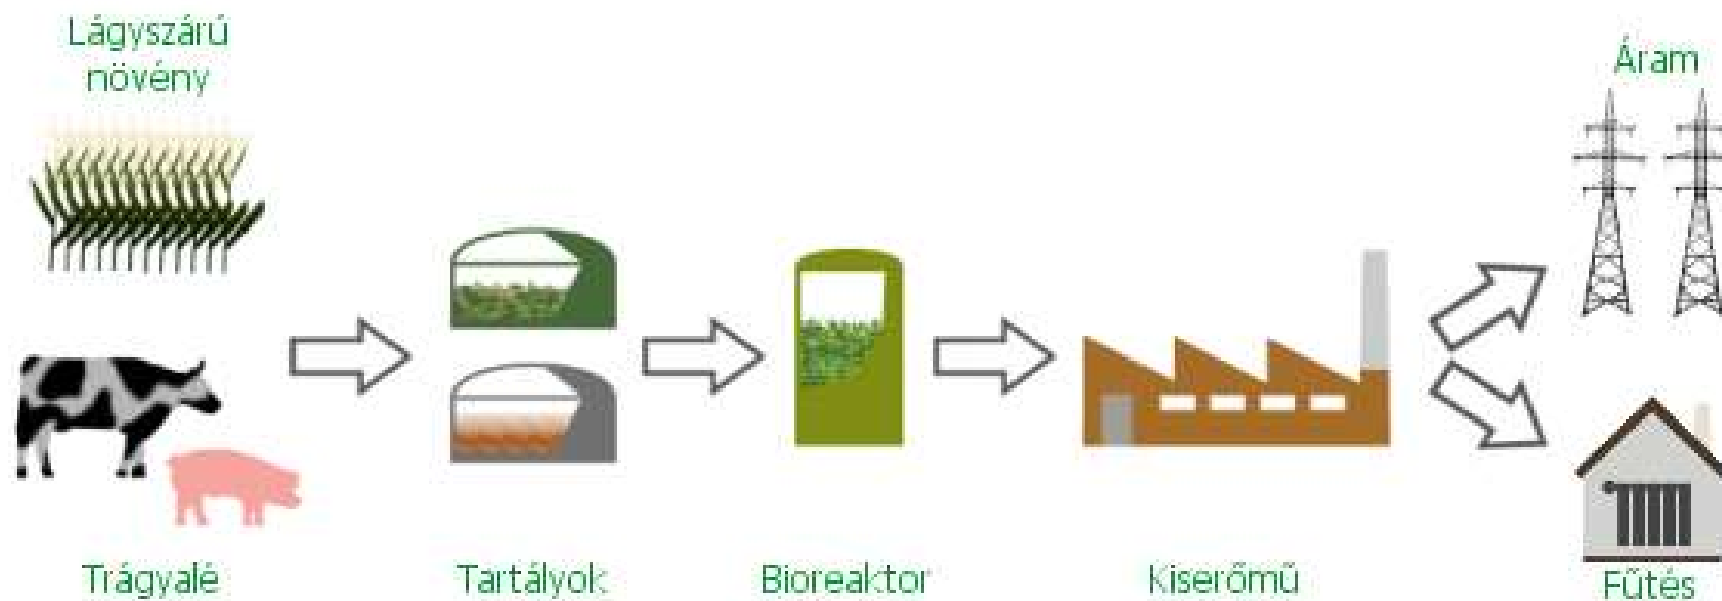 Lágyszárú
növény
Trágyalé
Tartályok
Bioreaktor
Kiserőmű
Áram
Fűtés